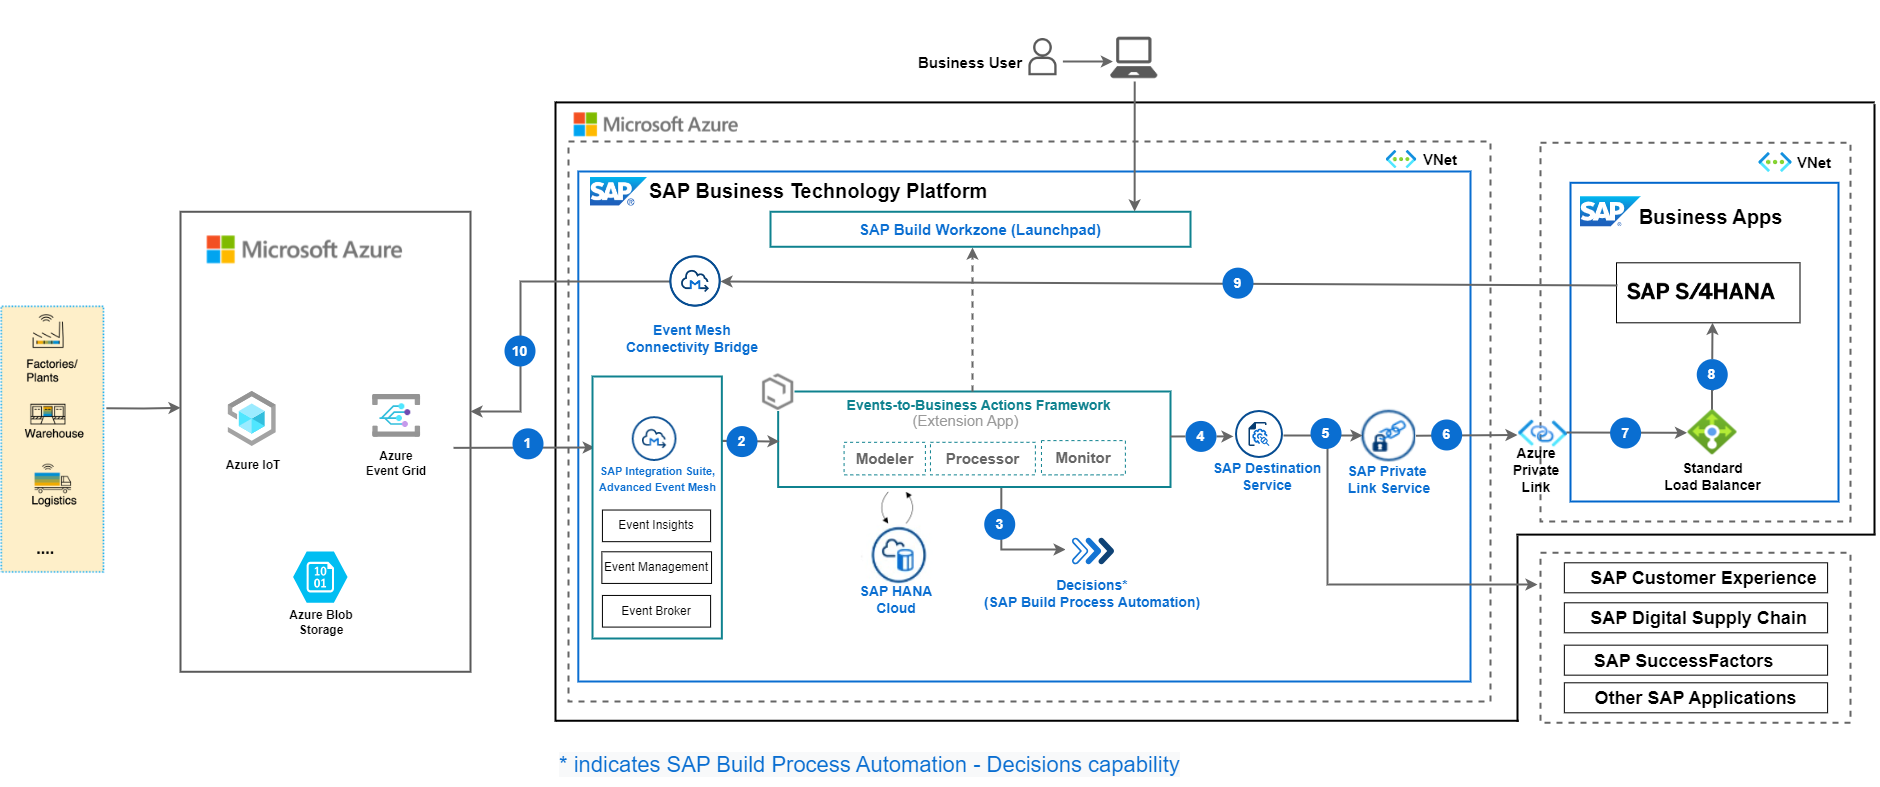 Business User
Microsoft Azure
VNet
VNet
SAP
®
SAP Business Technology Platform
SAP
®
Business Apps
SAP Build Workzone (Launchpad)
Microsoft Azure
9
SAP S/4HANA
Event Mesh
Connectivity Bridge
10
8
Factories/
Plants
Warehouse
Logistics
....
Azure IoT
Azure
Event Grid
10
01
Azure Blob
Storage
1
SAP Integration Suite,
Advanced Event Mesh
Event Insights
Event Management
Event Broker
2
Events-to-Business Actions Framework
(Extension App)
Modeler
Processor
Monitor
3
SAP HANA
Cloud
Decisions*
(SAP Build Process Automation)
4
SAP Destination
Service
5
SAP Private
Link Service
6
Azure
Private
Link
7
Standard
Load Balancer
SAP Customer Experience
SAP Digital Supply Chain
SAP SuccessFactors
Other SAP Applications
* indicates SAP Build Process Automation - Decisions capability